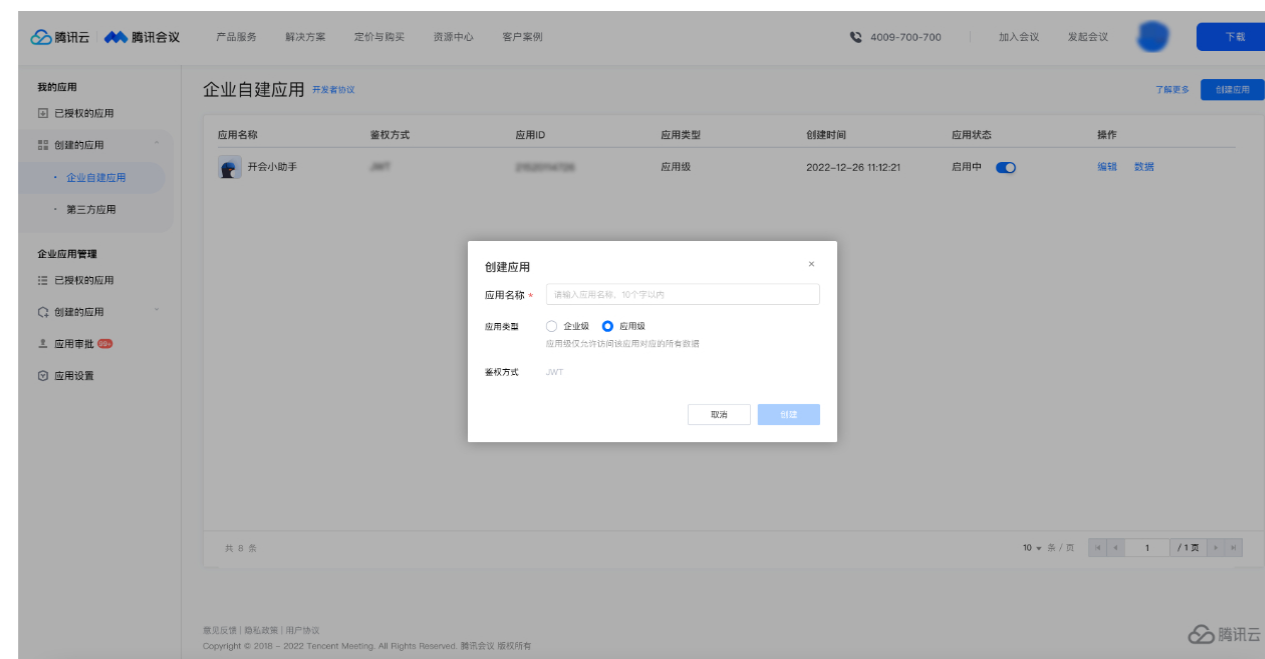 腾讯云 腾讯会议 产品服务 解决方案 定价与购买 资源中心 客户案例 4009-700-700 加入会议 发起会议 下载
我的应用
已授权的应用
创建的应用
· 企业自建应用
· 第三方应用
企业应用管理
已授权的应用
创建的应用
应用审批 99+
应用设置
企业自建应用 开发者协议 了解更多 创建应用
应用名称 鉴权方式 应用ID 应用类型 创建时间 应用状态 操作
开会小助手 JWT 应用级 2022-12-26 11:12:21 启用中 编辑 数据
创建应用 ×
应用名称 * 请输入应用名称，10个字以内
应用类型 企业级 应用级
应用级仅允许访问该应用对应的所有数据
鉴权方式 JWT
取消 创建
共 8 条 10 条 / 页 1 / 1 页
意见反馈 | 隐私政策 | 用户协议
Copyright © 2018 - 2022 Tencent Meeting. All Rights Reserved. 腾讯会议 版权所有
腾讯云